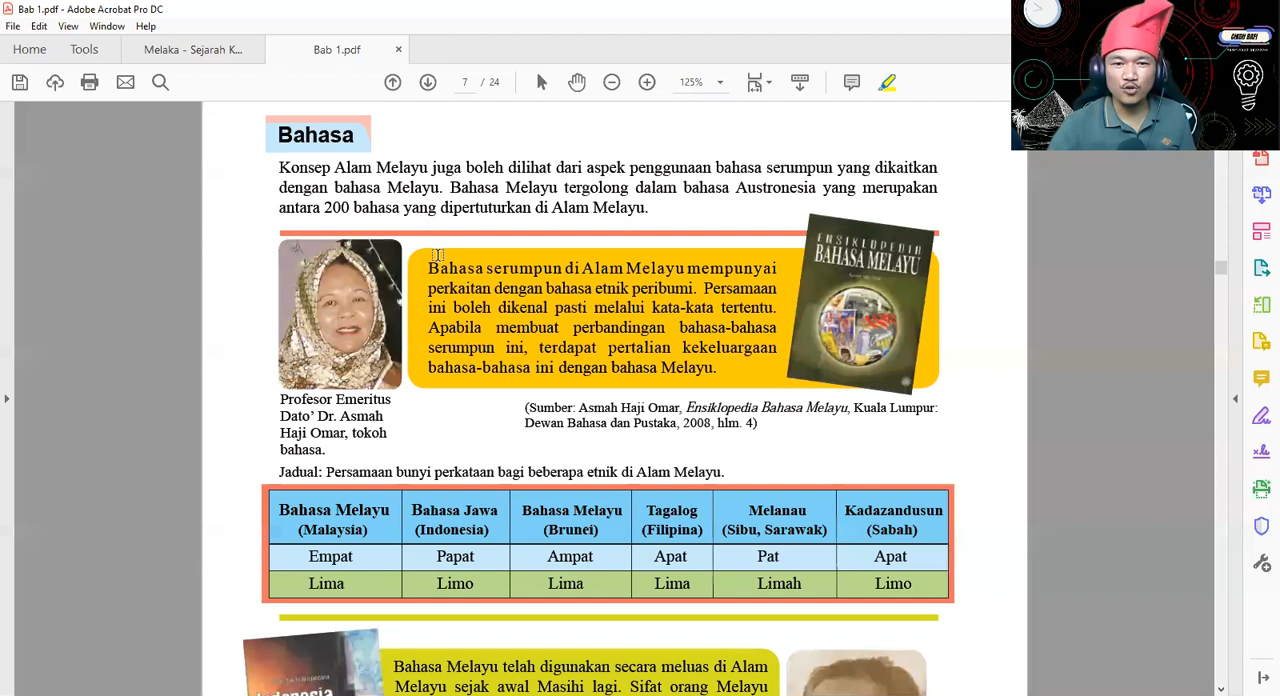 Bab 1.pdf - Adobe Acrobat Pro DC
File Edit View Window Help
Home Tools Melaka - Sejarah K... Bab 1.pdf ×
7 / 24 125%
Bahasa
Konsep Alam Melayu juga boleh dilihat dari aspek penggunaan bahasa serumpun yang dikaitkan
dengan bahasa Melayu. Bahasa Melayu tergolong dalam bahasa Austronesia yang merupakan
antara 200 bahasa yang dipertuturkan di Alam Melayu.
ENSIKLOPEDIA
BAHASA MELAYU
Bahasa serumpun di Alam Melayu mempunyai
perkaitan dengan bahasa etnik peribumi. Persamaan
ini boleh dikenal pasti melalui kata-kata tertentu.
Apabila membuat perbandingan bahasa-bahasa
serumpun ini, terdapat pertalian kekeluargaan
bahasa-bahasa ini dengan bahasa Melayu.
Profesor Emeritus
Dato' Dr. Asmah
Haji Omar, tokoh
bahasa.
(Sumber: Asmah Haji Omar, Ensiklopedia Bahasa Melayu, Kuala Lumpur:
Dewan Bahasa dan Pustaka, 2008, hlm. 4)
Jadual: Persamaan bunyi perkataan bagi beberapa etnik di Alam Melayu.
Bahasa Melayu (Malaysia) Bahasa Jawa (Indonesia) Bahasa Melayu (Brunei) Tagalog (Filipina) Melanau (Sibu, Sarawak) Kadazandusun (Sabah)
Empat Papat Ampat Apat Pat Apat
Lima Limo Lima Lima Limah Limo
Bahasa Melayu telah digunakan secara meluas di Alam
Melayu sejak awal Masihi lagi. Sifat orang Melayu